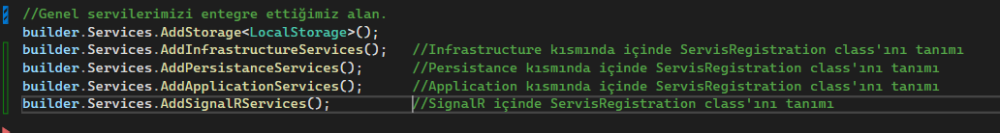 //Genel servilerimizi entegre ettiğimiz alan.
builder.Services.AddStorage<LocalStorage>();
builder.Services.AddInfrastructureServices();   //Infrastructure kısmında içinde ServisRegistration class'ını tanımı
builder.Services.AddPersistanceServices();      //Persistance kısmında içinde ServisRegistration class'ını tanımı
builder.Services.AddApplicationServices();      //Application kısmında içinde ServisRegistration class'ını tanımı
builder.Services.AddSignalRServices();          //SignalR içinde ServisRegistration class'ını tanımı